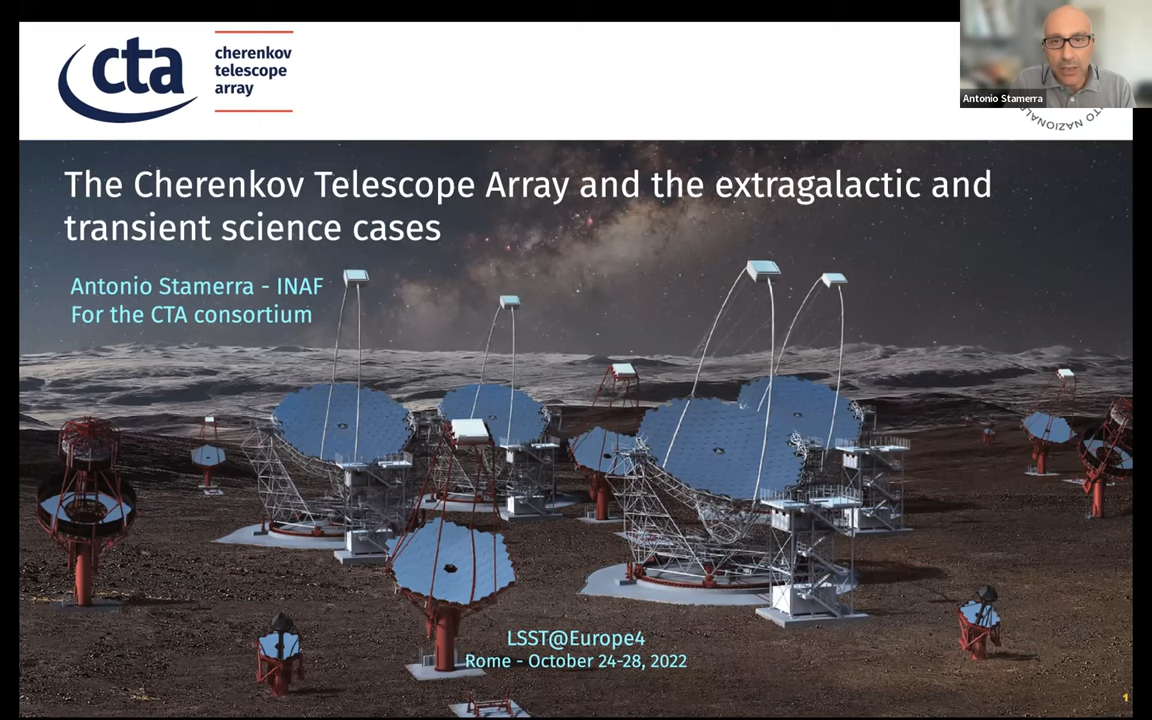 cta
cherenkov
telescope
array
Antonio Stamerra
The Cherenkov Telescope Array and the extragalactic and
transient science cases
Antonio Stamerra - INAF
For the CTA consortium
LSST@Europe4
Rome - October 24-28, 2022
1